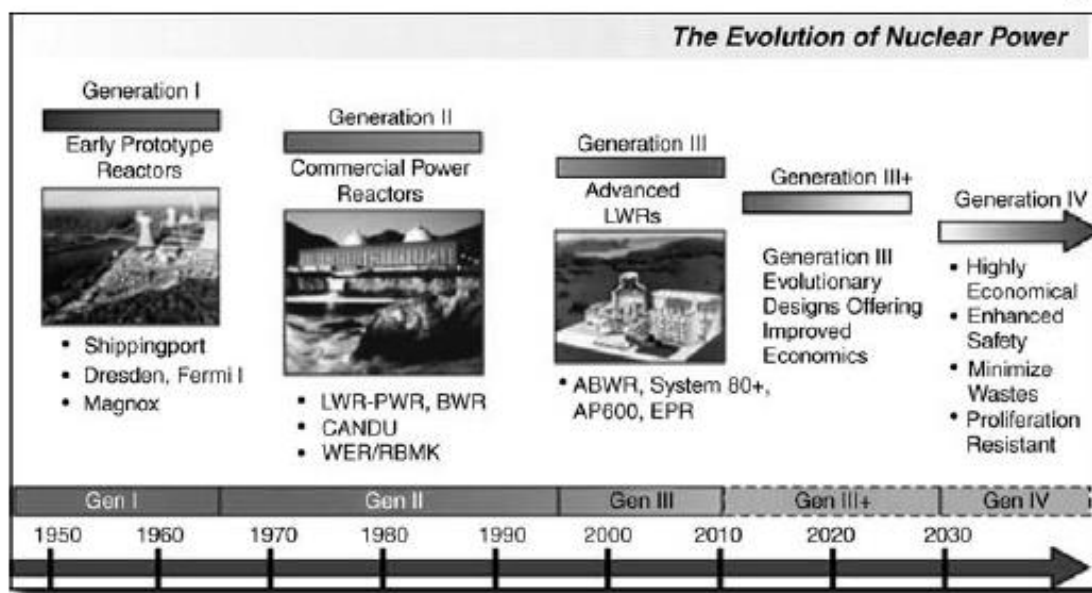 The Evolution of Nuclear Power
Generation I
Early Prototype
Reactors
• Shippingport
• Dresden, Fermi I
• Magnox
Generation II
Commercial Power
Reactors
• LWR-PWR, BWR
• CANDU
• WER/RBMK
Generation III
Advanced
LWRs
• ABWR, System 80+,
AP600, EPR
Generation III+
Generation III
Evolutionary
Designs Offering
Improved
Economics
Generation IV
• Highly
Economical
• Enhanced
Safety
• Minimize
Wastes
• Proliferation
Resistant
Gen I Gen II Gen III Gen III+ Gen IV
1950 1960 1970 1980 1990 2000 2010 2020 2030